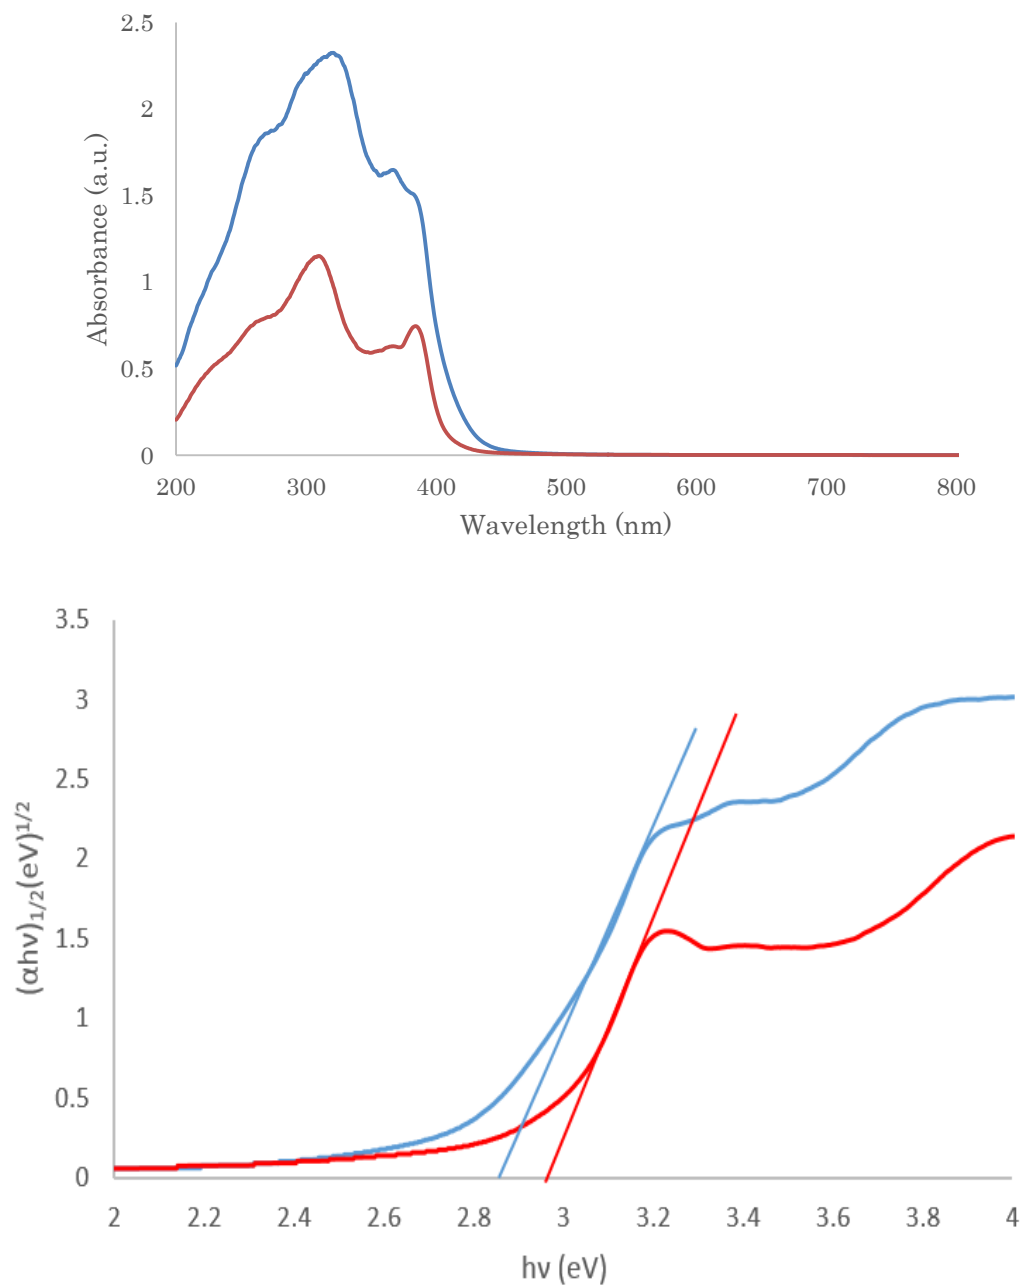 2.5
2
1.5
1
0.5
0
Absorbance (a.u.)
200 300 400 500 600 700 800
Wavelength (nm)
3.5
3
2.5
2
1.5
1
0.5
0
(αhν)1/2(eV)1/2
2 2.2 2.4 2.6 2.8 3 3.2 3.4 3.6 3.8 4
hν (eV)